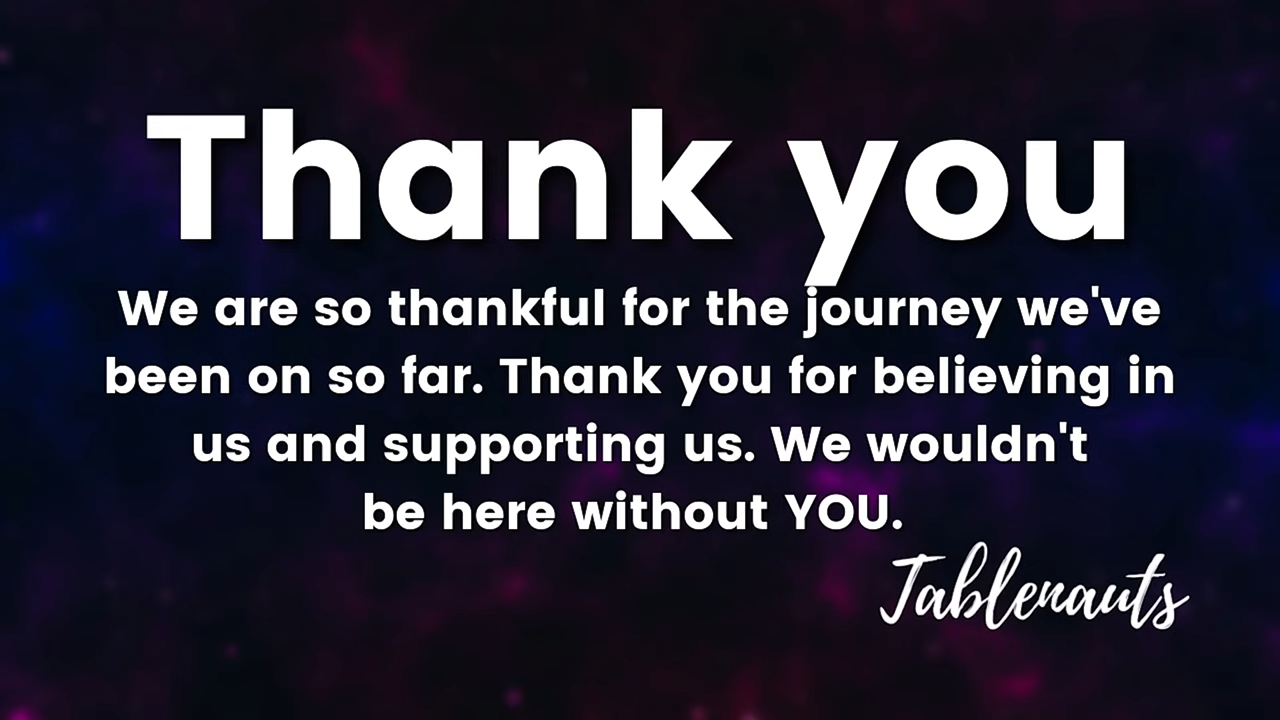 Thank you
We are so thankful for the journey we've
been on so far. Thank you for believing in
us and supporting us. We wouldn't
be here without YOU.
Tablenauts